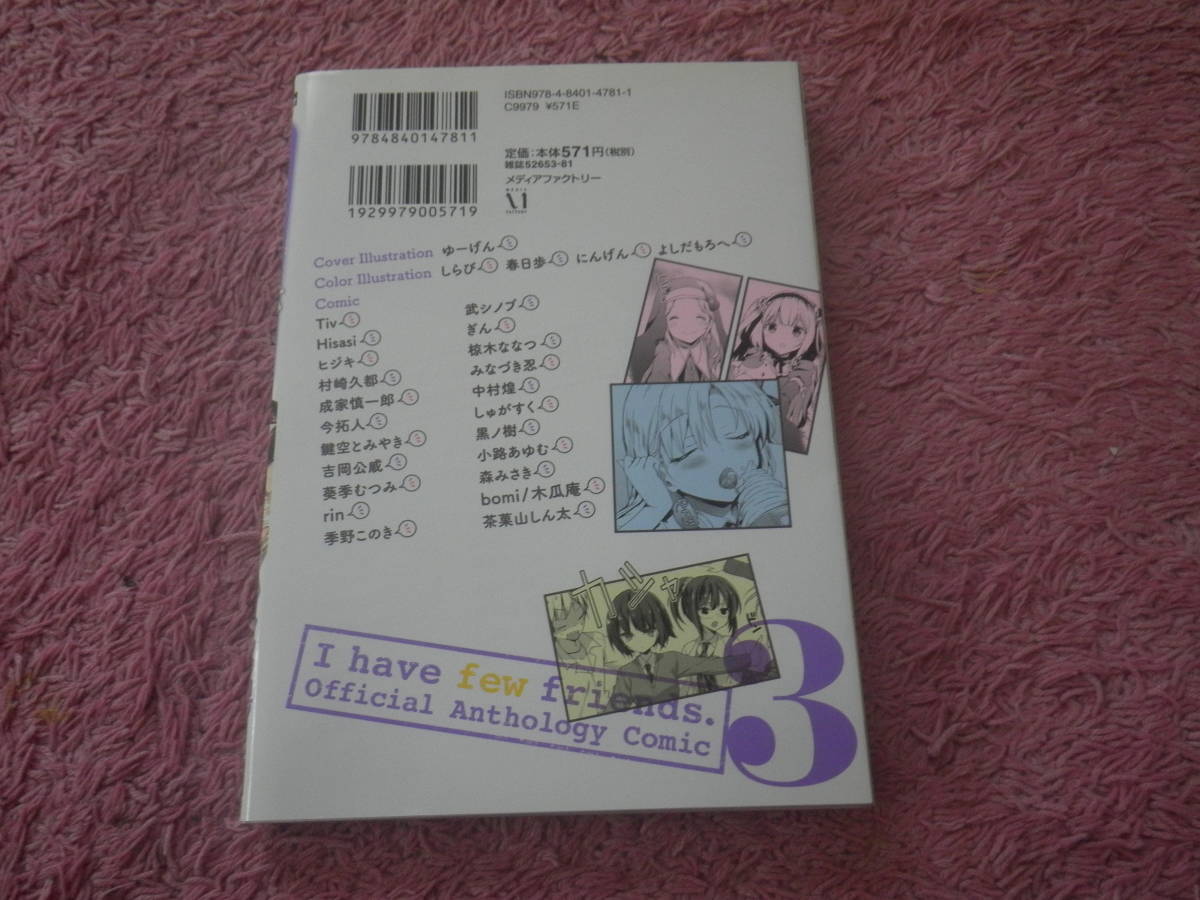 ISBN978-4-8401-4781-1
C9979 ¥571E
9784840147811
定価:本体571円(税別)
雑誌52653-81
メディアファクトリー
MEDIA
FACTORY
1929979005719
Cover Illustration ゆーげん
Color Illustration しらび 春日歩 にんげん よしだもろへ
Comic
Tiv
Hisasi
ヒジキ
村崎久都
成家慎一郎
今拓人
鍵空とみやき
吉岡公威
葵季むつみ
rin
季野このき
武シノブ
ぎん
椋木ななつ
みなづき忍
中村煌
しゅがすく
黒ノ樹
小路あゆむ
森みさき
bomi/木瓜庵
茶葉山しん太
カシャ
I have few friends.
Official Anthology Comic
3